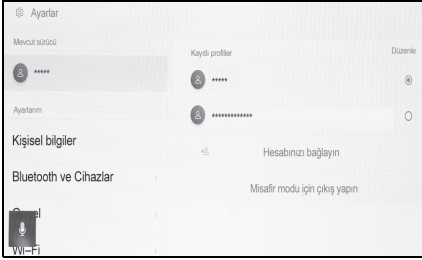 Ayarlar
Mevcut sürücü
*****
Ayarlarım
Kişisel bilgiler
Bluetooth ve Cihazlar
Wi-Fi
Kayıtlı profiller
Düzenle
*****
*************
Hesabınızı bağlayın
Misafir modu için çıkış yapın